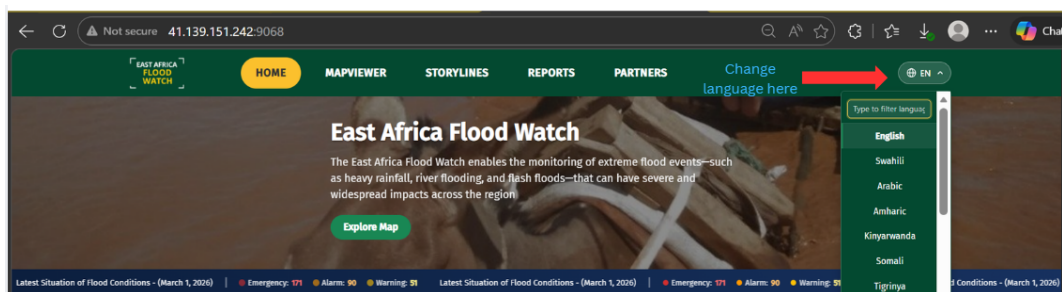 Not secure 41.139.151.242:9068
Chat
EAST AFRICA
FLOOD
WATCH
HOME
MAPVIEWER
STORYLINES
REPORTS
PARTNERS
Change
language here
EN
Type to filter languag
English
Swahili
Arabic
Amharic
Kinyarwanda
Somali
Tigrinya
East Africa Flood Watch
The East Africa Flood Watch enables the monitoring of extreme flood events—such
as heavy rainfall, river flooding, and flash floods—that can have severe and
widespread impacts across the region
Explore Map
Latest Situation of Flood Conditions - (March 1, 2026) | Emergency: 171 Alarm: 90 Warning: 51 Latest Situation of Flood Conditions - (March 1, 2026) | Emergency: 171 Alarm: 90 Warning: 51 d Conditions - (March 1, 2026)